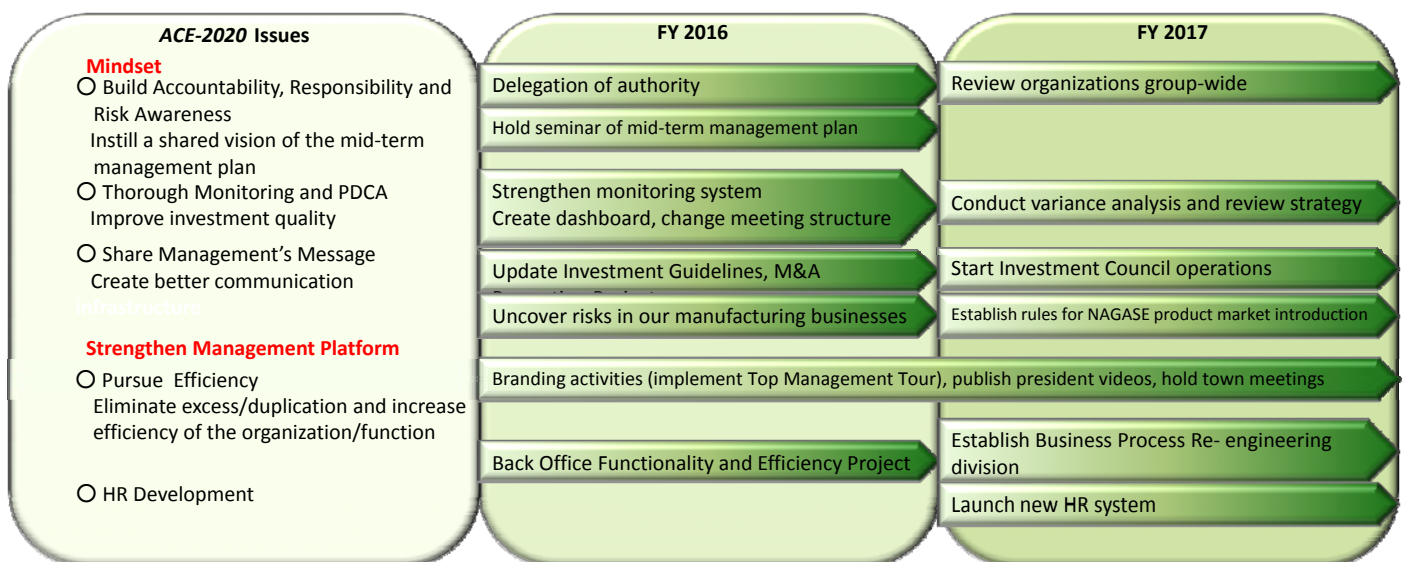 ACE-2020 Issues
Mindset
○ Build Accountability, Responsibility and
Risk Awareness
Instill a shared vision of the mid-term
management plan
○ Thorough Monitoring and PDCA
Improve investment quality
○ Share Management's Message
Create better communication
Infrastructure
Strengthen Management Platform
○ Pursue Efficiency
Eliminate excess/duplication and increase
efficiency of the organization/function
○ HR Development
FY 2016
Delegation of authority
Hold seminar of mid-term management plan
Strengthen monitoring system
Create dashboard, change meeting structure
Update Investment Guidelines, M&A
Uncover risks in our manufacturing businesses
Branding activities (implement Top Management Tour), publish president videos, hold town meetings
Back Office Functionality and Efficiency Project
FY 2017
Review organizations group-wide
Conduct variance analysis and review strategy
Start Investment Council operations
Establish rules for NAGASE product market introduction
Establish Business Process Re- engineering
division
Launch new HR system